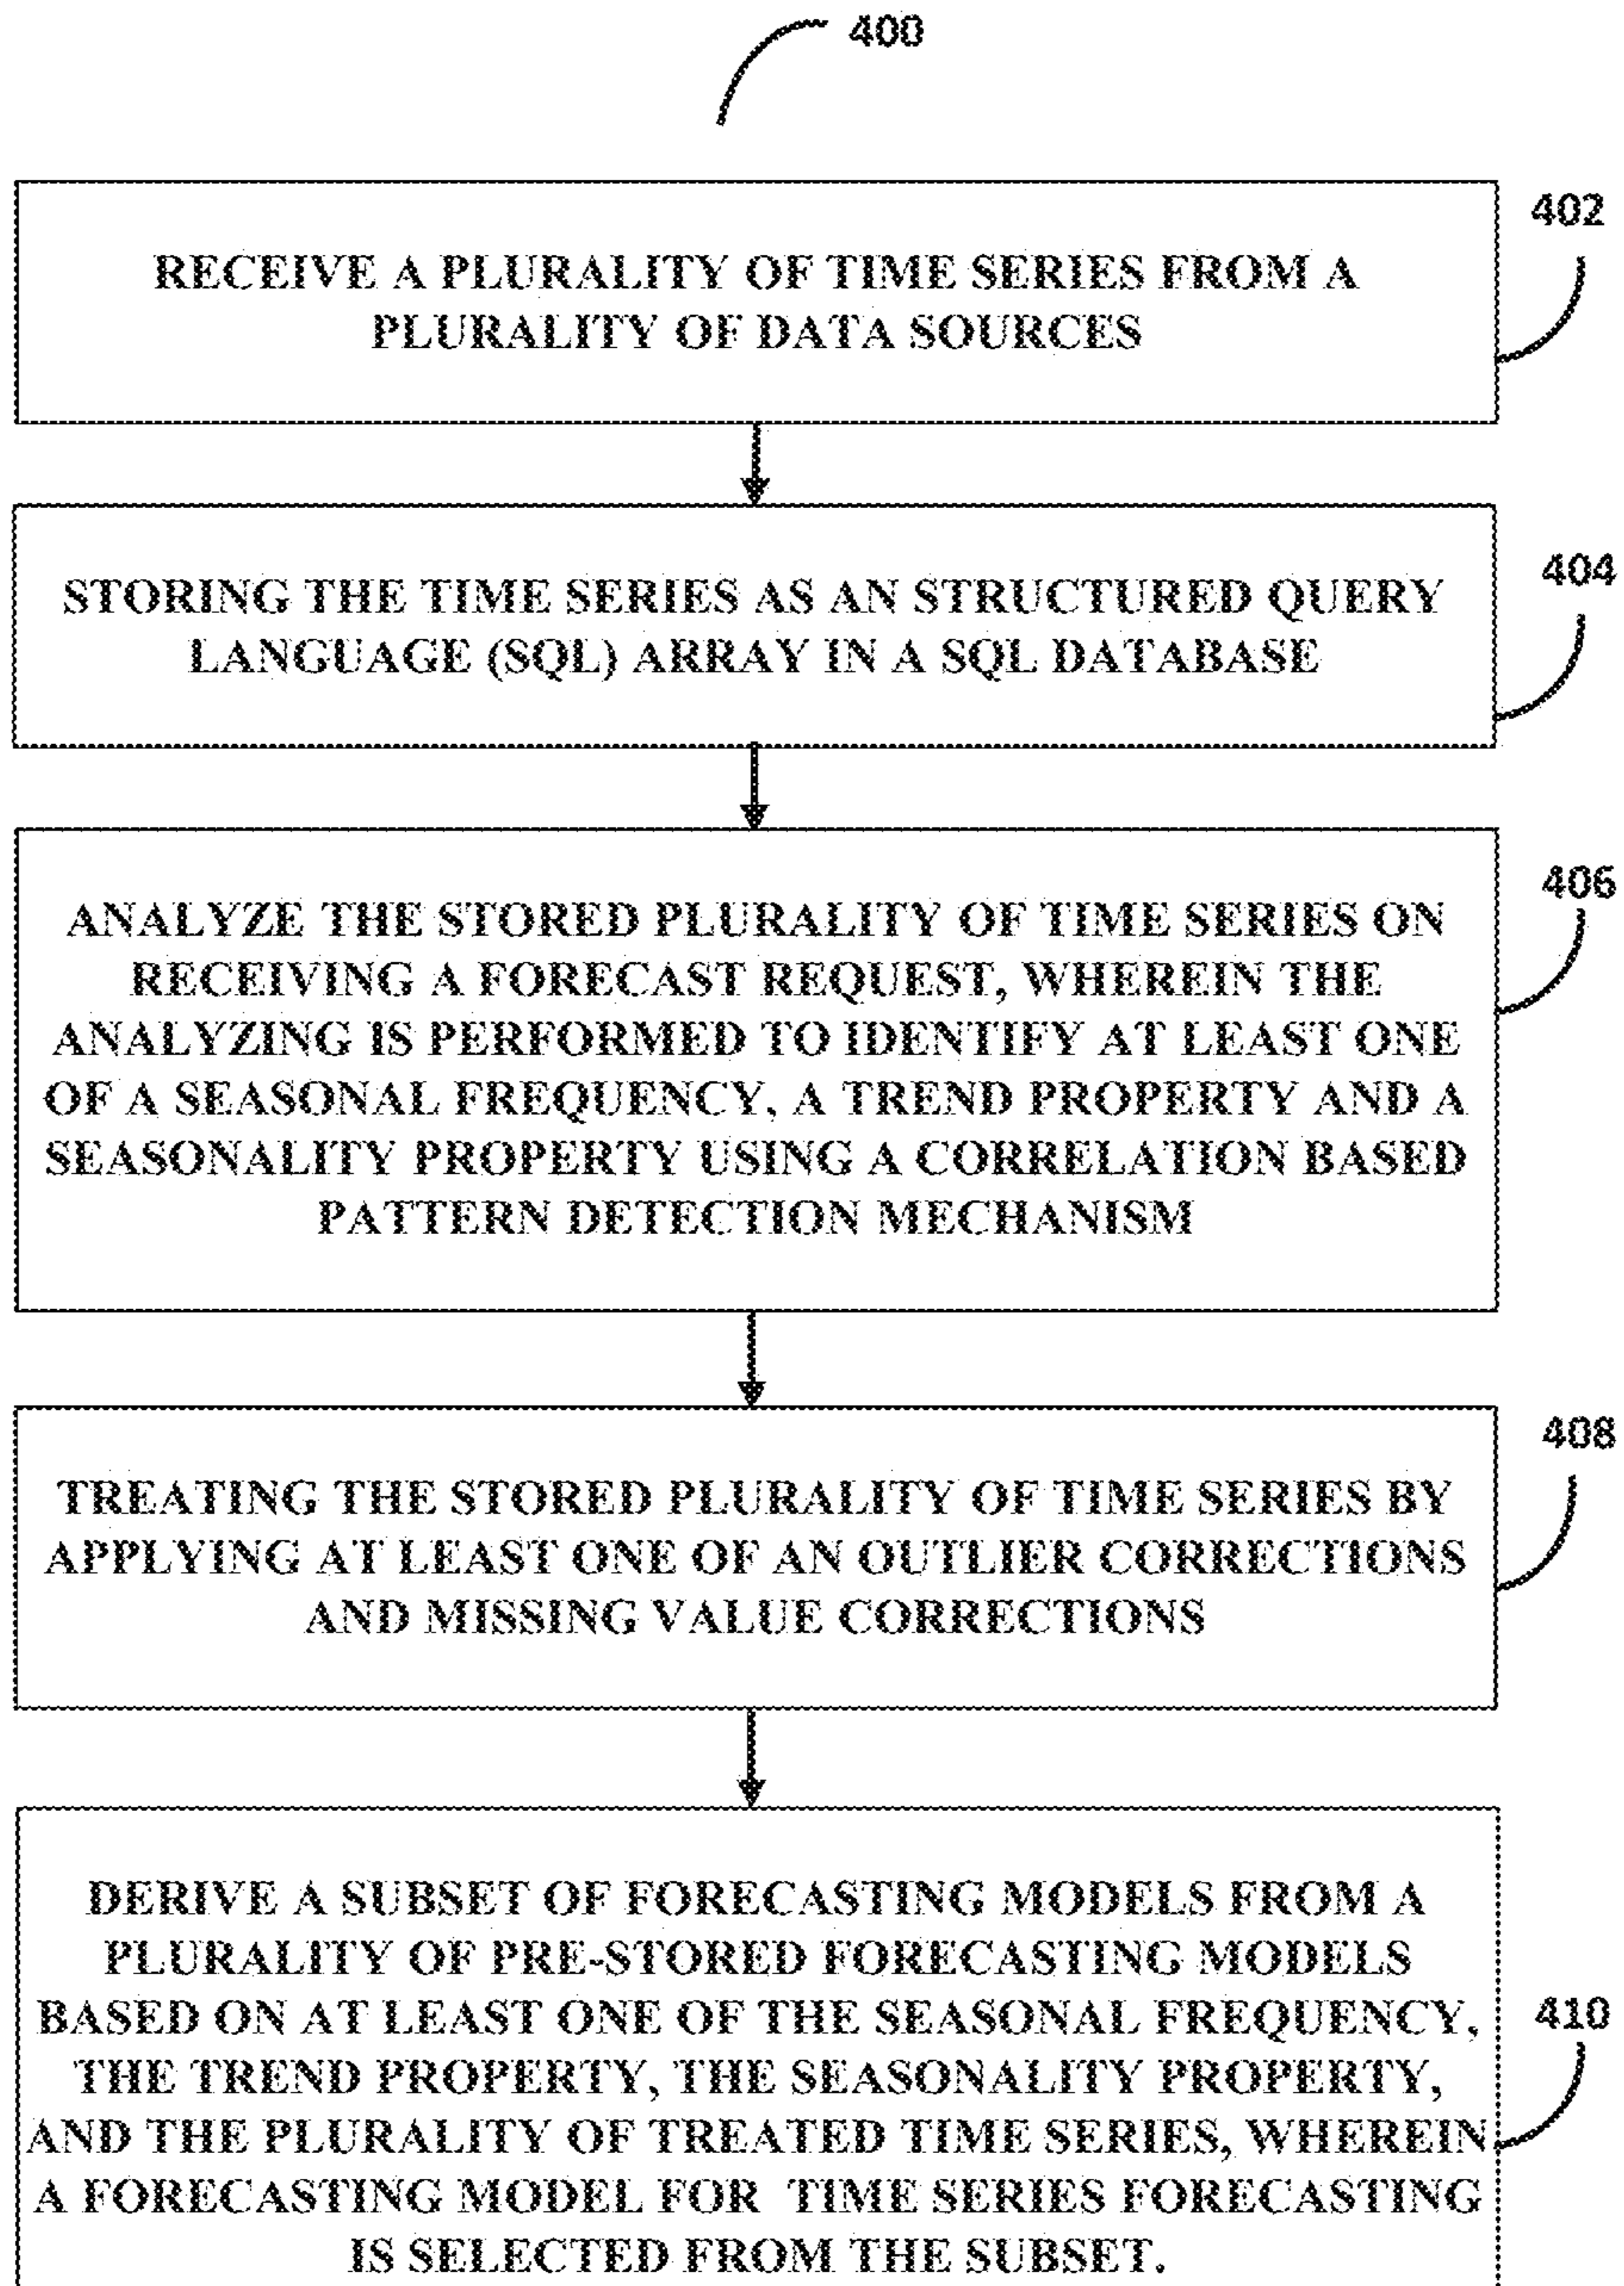 400
402
RECEIVE A PLURALITY OF TIME SERIES FROM A
PLURALITY OF DATA SOURCES
404
STORING THE TIME SERIES AS AN STRUCTURED QUERY
LANGUAGE (SQL) ARRAY IN A SQL DATABASE
406
ANALYZE THE STORED PLURALITY OF TIME SERIES ON
RECEIVING A FORECAST REQUEST, WHEREIN THE
ANALYZING IS PERFORMED TO IDENTIFY AT LEAST ONE
OF A SEASONAL FREQUENCY, A TREND PROPERTY AND A
SEASONALITY PROPERTY USING A CORRELATION BASED
PATTERN DETECTION MECHANISM
408
TREATING THE STORED PLURALITY OF TIME SERIES BY
APPLYING AT LEAST ONE OF AN OUTLIER CORRECTIONS
AND MISSING VALUE CORRECTIONS
410
DERIVE A SUBSET OF FORECASTING MODELS FROM A
PLURALITY OF PRE-STORED FORECASTING MODELS
BASED ON AT LEAST ONE OF THE SEASONAL FREQUENCY,
THE TREND PROPERTY, THE SEASONALITY PROPERTY,
AND THE PLURALITY OF TREATED TIME SERIES, WHEREIN
A FORECASTING MODEL FOR TIME SERIES FORECASTING
IS SELECTED FROM THE SUBSET.